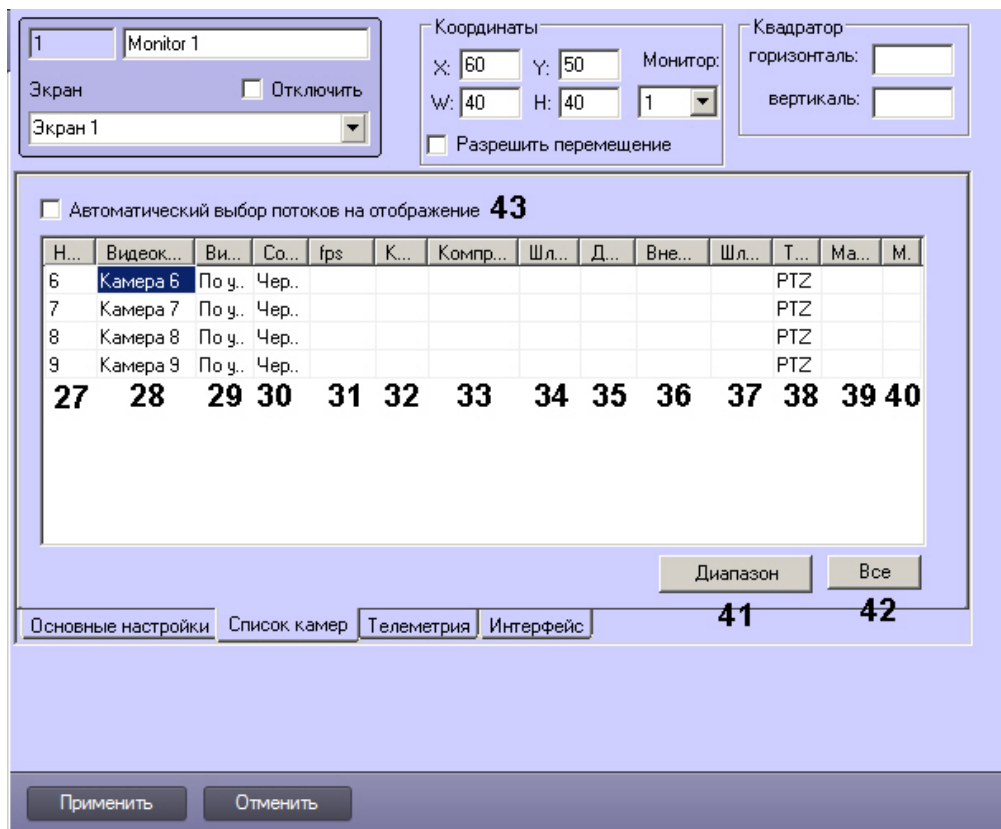 1 Monitor 1
Экран Отключить
Экран 1
Координаты
X: 60 Y: 50 Монитор:
W: 40 H: 40 1
Разрешить перемещение
Квадратор
горизонталь:
вертикаль:
Автоматический выбор потоков на отображение 43
Н... Видеок... Ви... Со... fps К... Компр... Шл... Д... Вне... Шл... Т... Ма... М.
6 Камера 6 По у.. Чер.. PTZ
7 Камера 7 По у.. Чер.. PTZ
8 Камера 8 По у.. Чер.. PTZ
9 Камера 9 По у.. Чер.. PTZ
27 28 29 30 31 32 33 34 35 36 37 38 39 40
Диапазон Все
41 42
Основные настройки Список камер Телеметрия Интерфейс
Применить Отменить